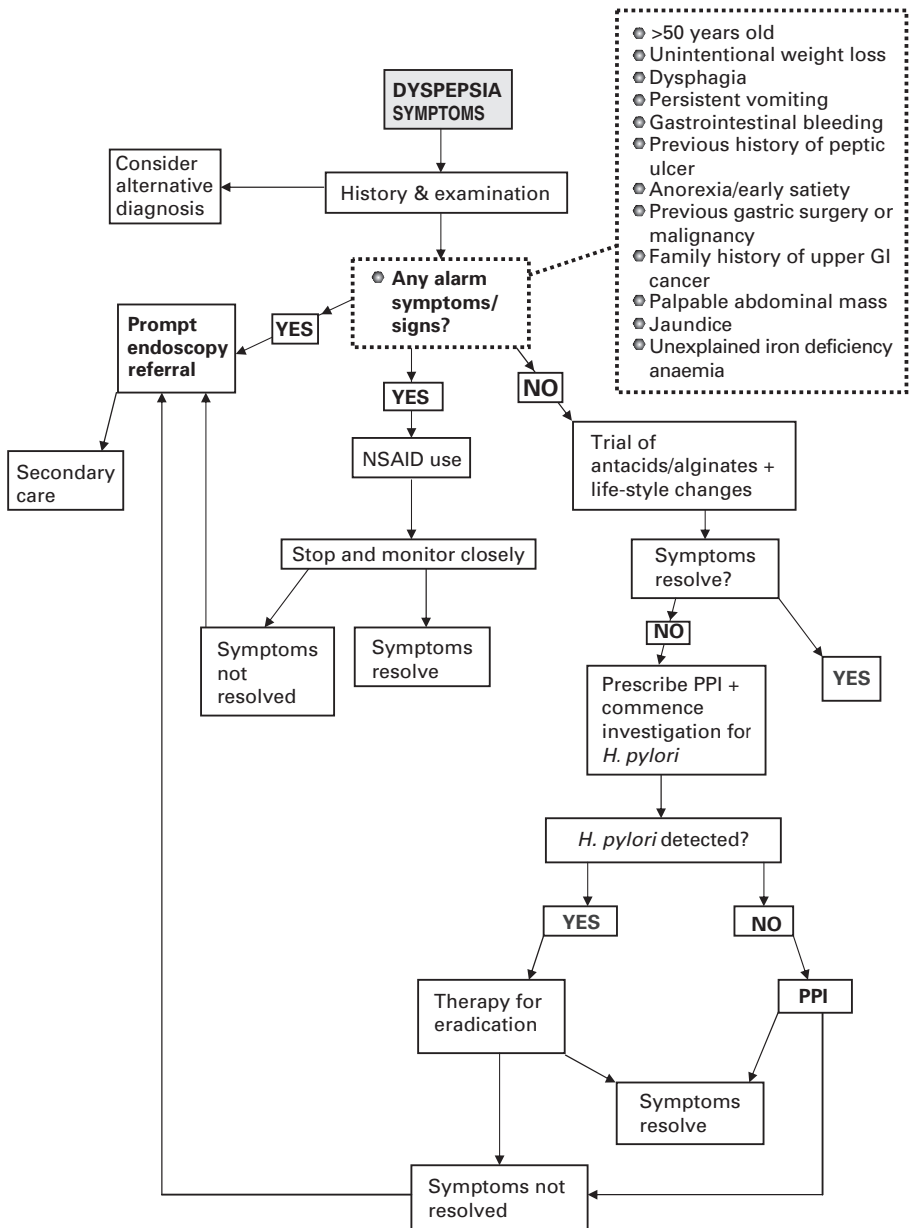 DYSPEPSIA
SYMPTOMS
>50 years old
Unintentional weight loss
Dysphagia
Persistent vomiting
Gastrointestinal bleeding
Previous history of peptic
ulcer
Anorexia/early satiety
Previous gastric surgery or
malignancy
Family history of upper GI
cancer
Palpable abdominal mass
Jaundice
Unexplained iron deficiency
anaemia
Consider
alternative
diagnosis
History & examination
Any alarm
symptoms/
signs?
YES
Prompt
endoscopy
referral
YES
NO
Secondary
care
NSAID use
Trial of
antacids/alginates +
life-style changes
Stop and monitor closely
Symptoms
resolve?
Symptoms
not
resolved
Symptoms
resolve
NO
YES
Prescribe PPI +
commence
investigation for
H. pylori
H. pylori detected?
YES
NO
Therapy for
eradication
PPI
Symptoms
resolve
Symptoms not
resolved